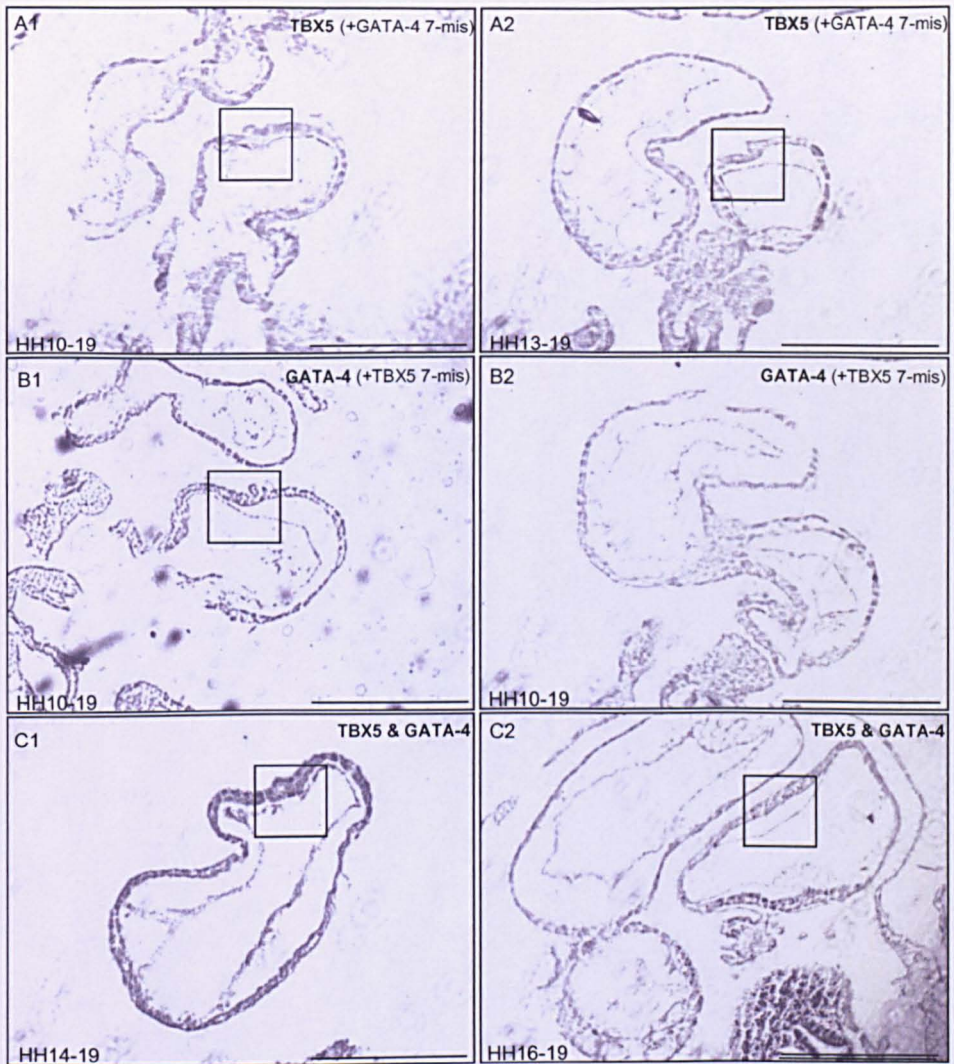 A1
TBX5 (+GATA-4 7-mis)
HH10-19
A2
TBX5 (+GATA-4 7-mis)
HH13-19
B1
GATA-4 (+TBX5 7-mis)
HH10-19
B2
GATA-4 (+TBX5 7-mis)
HH10-19
C1
TBX5 & GATA-4
HH14-19
C2
TBX5 & GATA-4
HH16-19